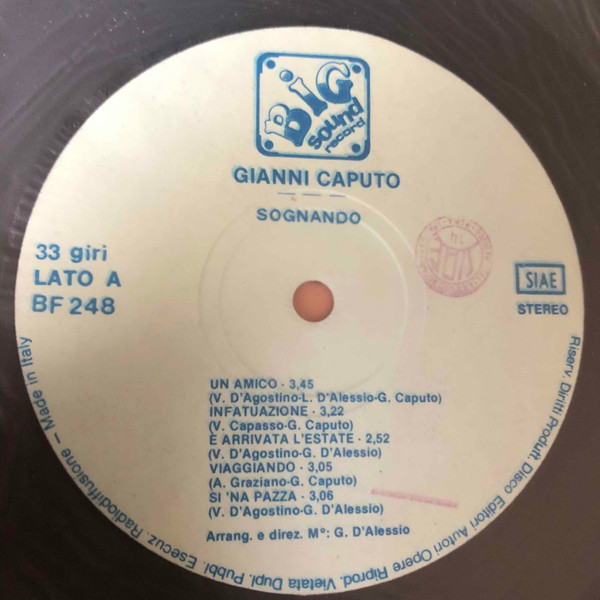 BIG
sound
record
GIANNI CAPUTO
SOGNANDO
33 giri
LATO A
BF 248
SIAE
STEREO
UN AMICO - 3,45
(V. D'Agostino-L. D'Alessio-G. Caputo)
INFATUAZIONE - 3,22
(V. Capasso-G. Caputo)
È ARRIVATA L'ESTATE - 2,52
(V. D'Agostino-G. D'Alessio)
VIAGGIANDO - 3,05
(A. Graziano-G. Caputo)
SI 'NA PAZZA - 3,06
(V. D'Agostino-G. D'Alessio)
Arrang. e direz. M°: G. D'Alessio
Riserv. Diritti Produtt. Disco Editori Autori Opere Riprod. Vietata Dupl. Pubbl. Esecuz. Radiodiffusione – Made in Italy